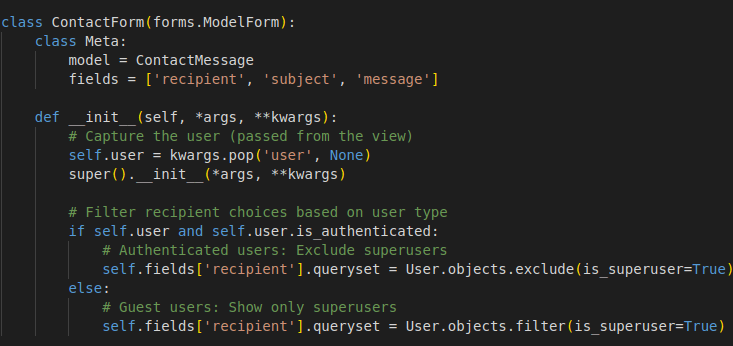 class ContactForm(forms.ModelForm):
    class Meta:
        model = ContactMessage
        fields = ['recipient', 'subject', 'message']

    def __init__(self, *args, **kwargs):
        # Capture the user (passed from the view)
        self.user = kwargs.pop('user', None)
        super().__init__(*args, **kwargs)

        # Filter recipient choices based on user type
        if self.user and self.user.is_authenticated:
            # Authenticated users: Exclude superusers
            self.fields['recipient'].queryset = User.objects.exclude(is_superuser=True)
        else:
            # Guest users: Show only superusers
            self.fields['recipient'].queryset = User.objects.filter(is_superuser=True)